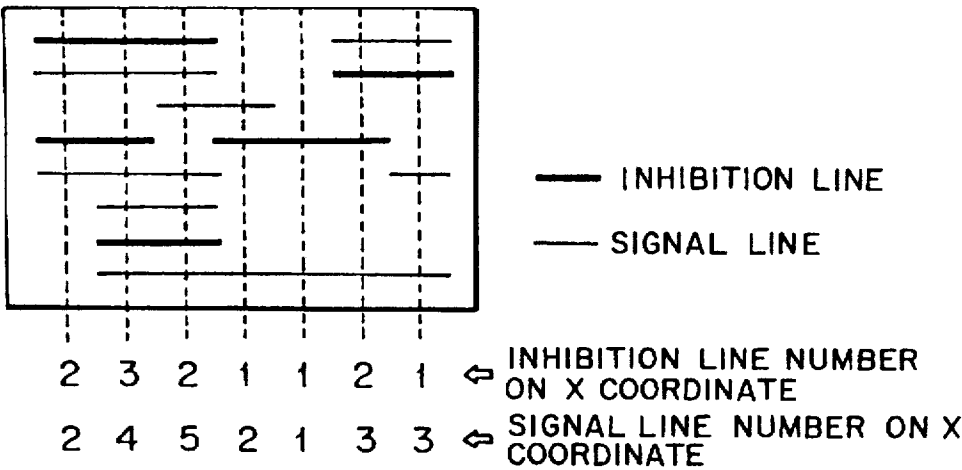 INHIBITION LINE
SIGNAL LINE
2 3 2 1 1 2 1 ⇦ INHIBITION LINE NUMBER
ON X COORDINATE
2 4 5 2 1 3 3 ⇦ SIGNAL LINE NUMBER ON X
COORDINATE